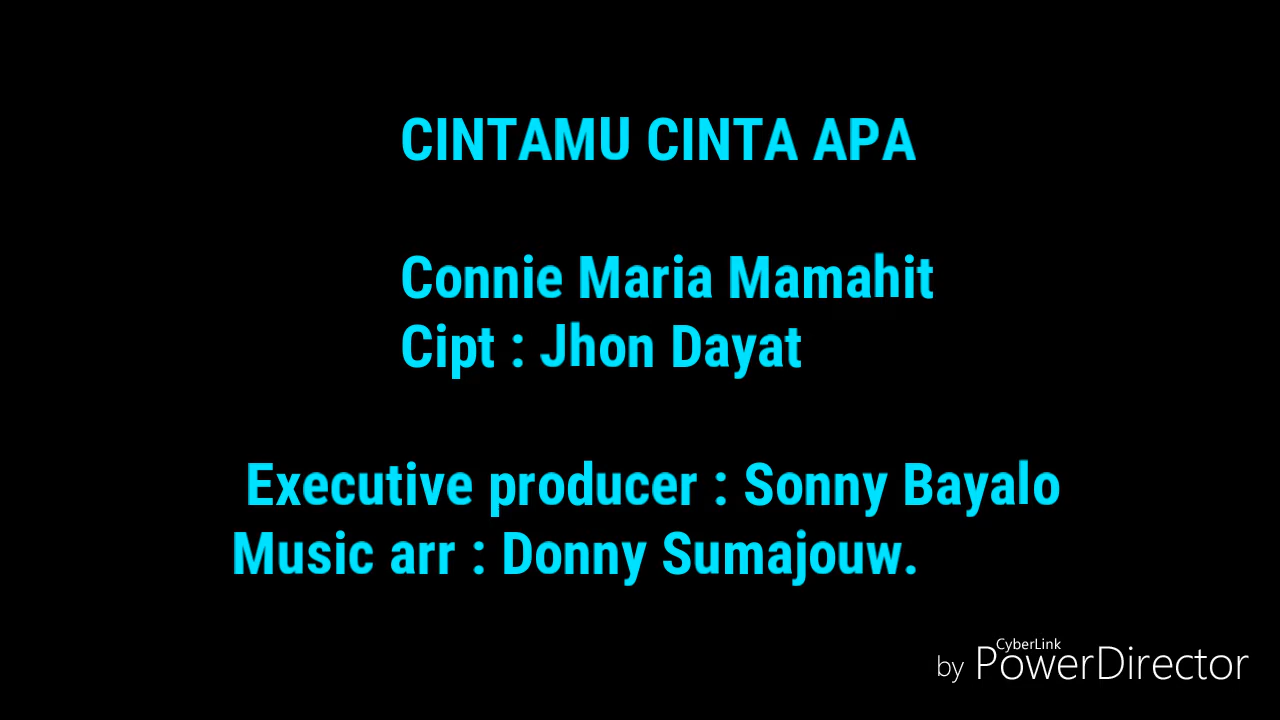 CINTAMU CINTA APA
Connie Maria Mamahit
Cipt : Jhon Dayat
Executive producer : Sonny Bayalo
Music arr : Donny Sumajouw.
by CyberLink PowerDirector